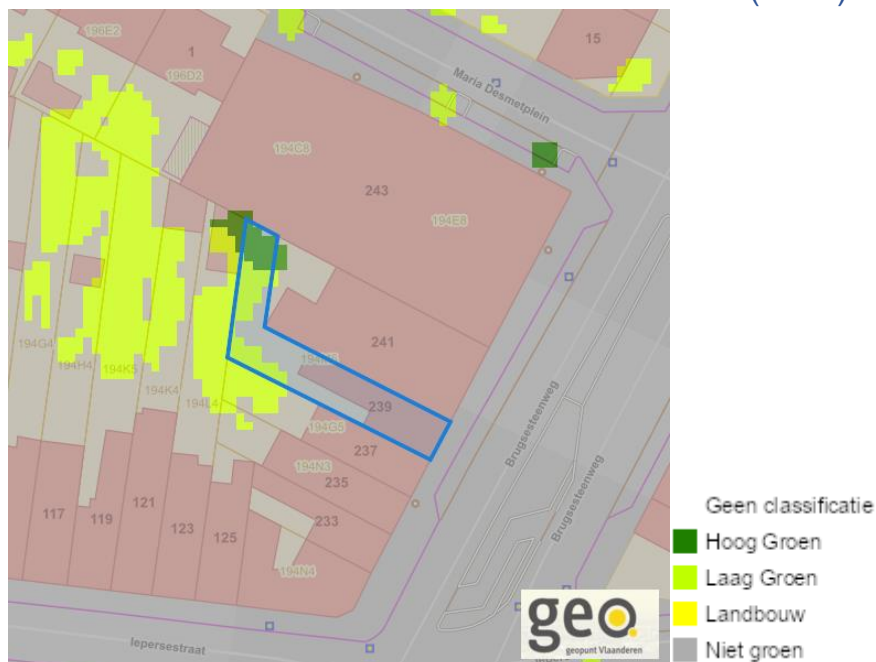 196E2
1
196D2
15
Maria Desmetplein
194C8
243
194E8
241
194G4
194H4
194K5
194K4
194L4
239
194G5
237
194N3
235
233
117
119
121
123
125
194N4
Brugsesteenweg
Brugsesteenweg
Iepersestraat
geo
geopunt Vlaanderen
Geen classificatie
Hoog Groen
Laag Groen
Landbouw
Niet groen